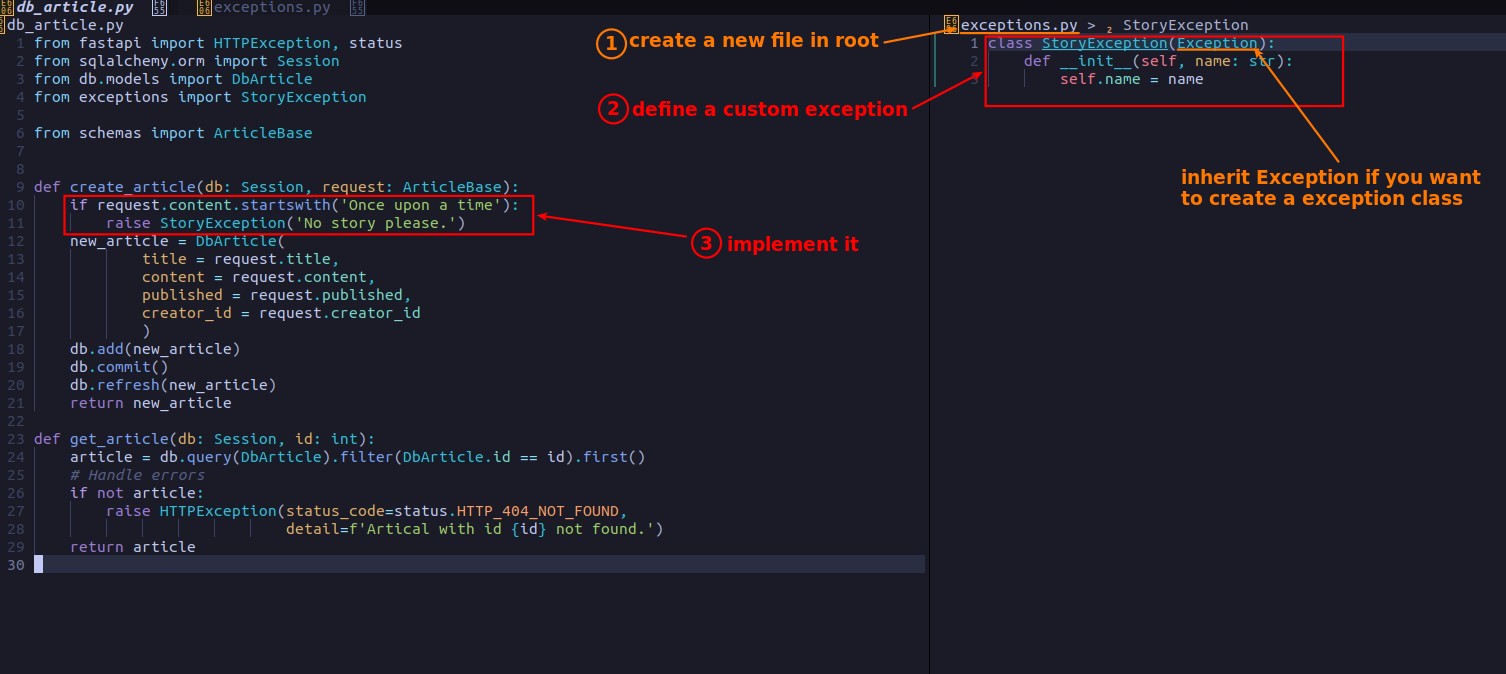 db_article.py exceptions.py
db_article.py
1 from fastapi import HTTPException, status
2 from sqlalchemy.orm import Session
3 from db.models import DbArticle
4 from exceptions import StoryException
5
6 from schemas import ArticleBase
7
8
9 def create_article(db: Session, request: ArticleBase):
10 if request.content.startswith('Once upon a time'):
11 raise StoryException('No story please.')
12 new_article = DbArticle(
13 title = request.title,
14 content = request.content,
15 published = request.published,
16 creator_id = request.creator_id
17 )
18 db.add(new_article)
19 db.commit()
20 db.refresh(new_article)
21 return new_article
22
23 def get_article(db: Session, id: int):
24 article = db.query(DbArticle).filter(DbArticle.id == id).first()
25 # Handle errors
26 if not article:
27 raise HTTPException(status_code=status.HTTP_404_NOT_FOUND,
28 detail=f'Artical with id {id} not found.')
29 return article
30
1 create a new file in root
2 define a custom exception
3 implement it
exceptions.py > StoryException
1 class StoryException(Exception):
2 def __init__(self, name: str):
3 self.name = name
inherit Exception if you want
to create a exception class